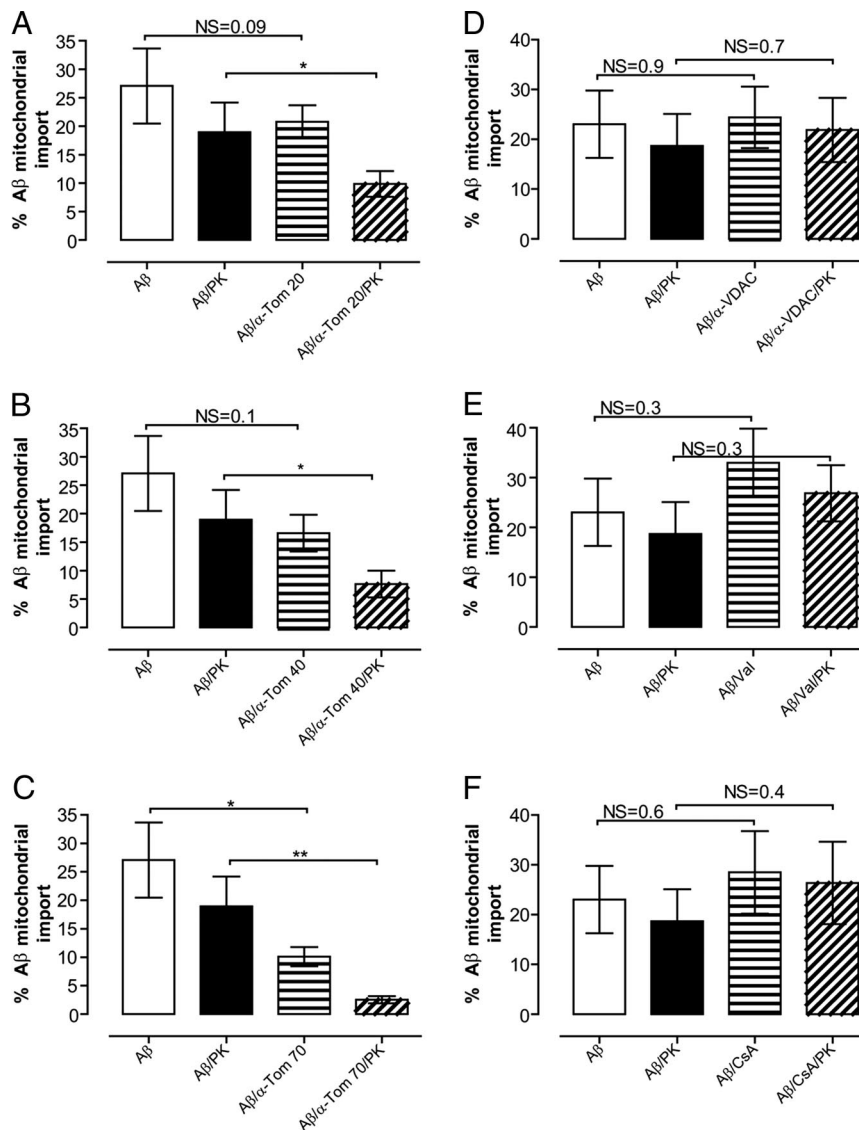 A
% Aβ mitochondrial
import
35
30
25
20
15
10
5
0
NS=0.09
*
Aβ
Aβ/PK
Aβ/α-Tom 20
Aβ/α-Tom 20/PK
B
% Aβ mitochondrial
import
35
30
25
20
15
10
5
0
NS=0.1
*
Aβ
Aβ/PK
Aβ/α-Tom 40
Aβ/α-Tom 40/PK
C
% Aβ mitochondrial
import
35
30
25
20
15
10
5
0
*
**
Aβ
Aβ/PK
Aβ/α-Tom 70
Aβ/α-Tom 70/PK
D
% Aβ mitochondrial
import
40
30
20
10
0
NS=0.7
NS=0.9
Aβ
Aβ/PK
Aβ/α-VDAC
Aβ/α-VDAC/PK
E
% Aβ mitochondrial
import
40
30
20
10
0
NS=0.3
NS=0.3
Aβ
Aβ/PK
Aβ/Val
Aβ/Val/PK
F
% Aβ mitochondrial
import
40
30
20
10
0
NS=0.4
NS=0.6
Aβ
Aβ/PK
Aβ/CsA
Aβ/CsA/PK